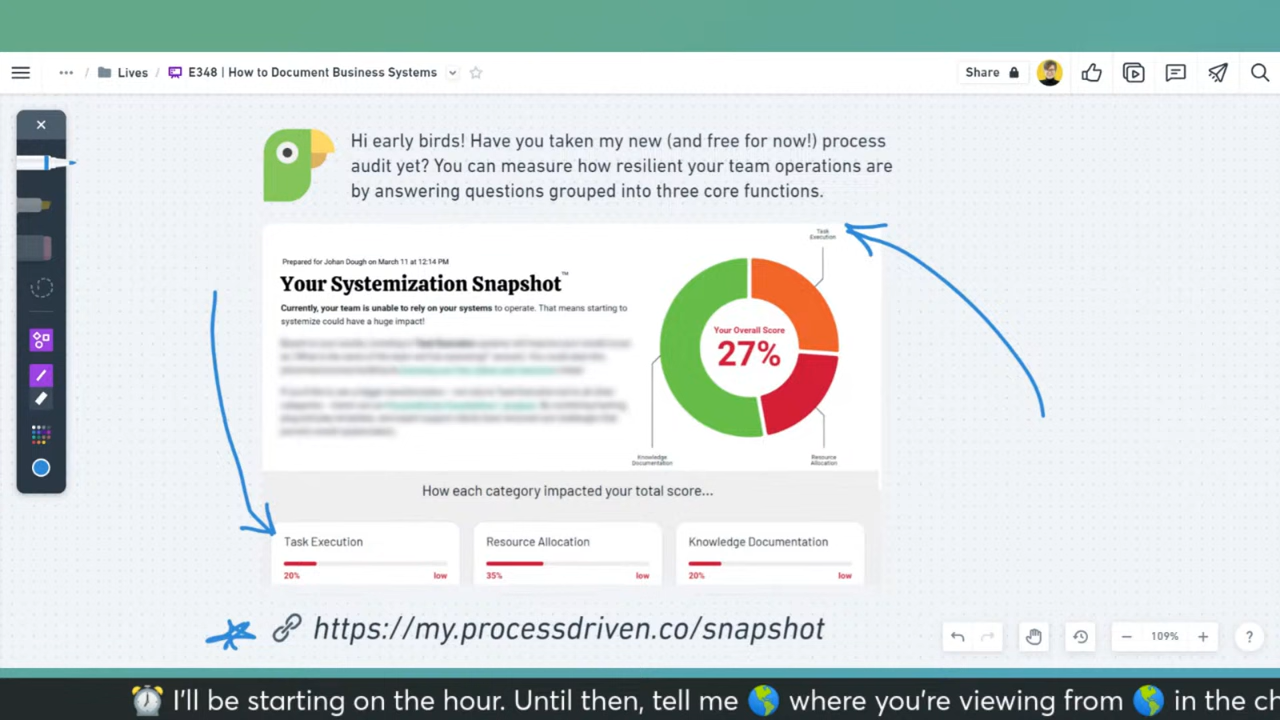 Lives / E348 | How to Document Business Systems
Share
Hi early birds! Have you taken my new (and free for now!) process
audit yet? You can measure how resilient your team operations are
by answering questions grouped into three core functions.
Prepared for Johan Dough on March 11 at 12:14 PM
Your Systemization Snapshot™
Currently, your team is unable to rely on your systems to operate. That means starting to
systemize could have a huge impact!
Task
Execution
Your Overall Score
27%
Knowledge
Documentation
Resource
Allocation
How each category impacted your total score...
Task Execution
20% low
Resource Allocation
35% low
Knowledge Documentation
20% low
https://my.processdriven.co/snapshot
109%
I'll be starting on the hour. Until then, tell me 🌎 where you're viewing from 🌎 in the ch